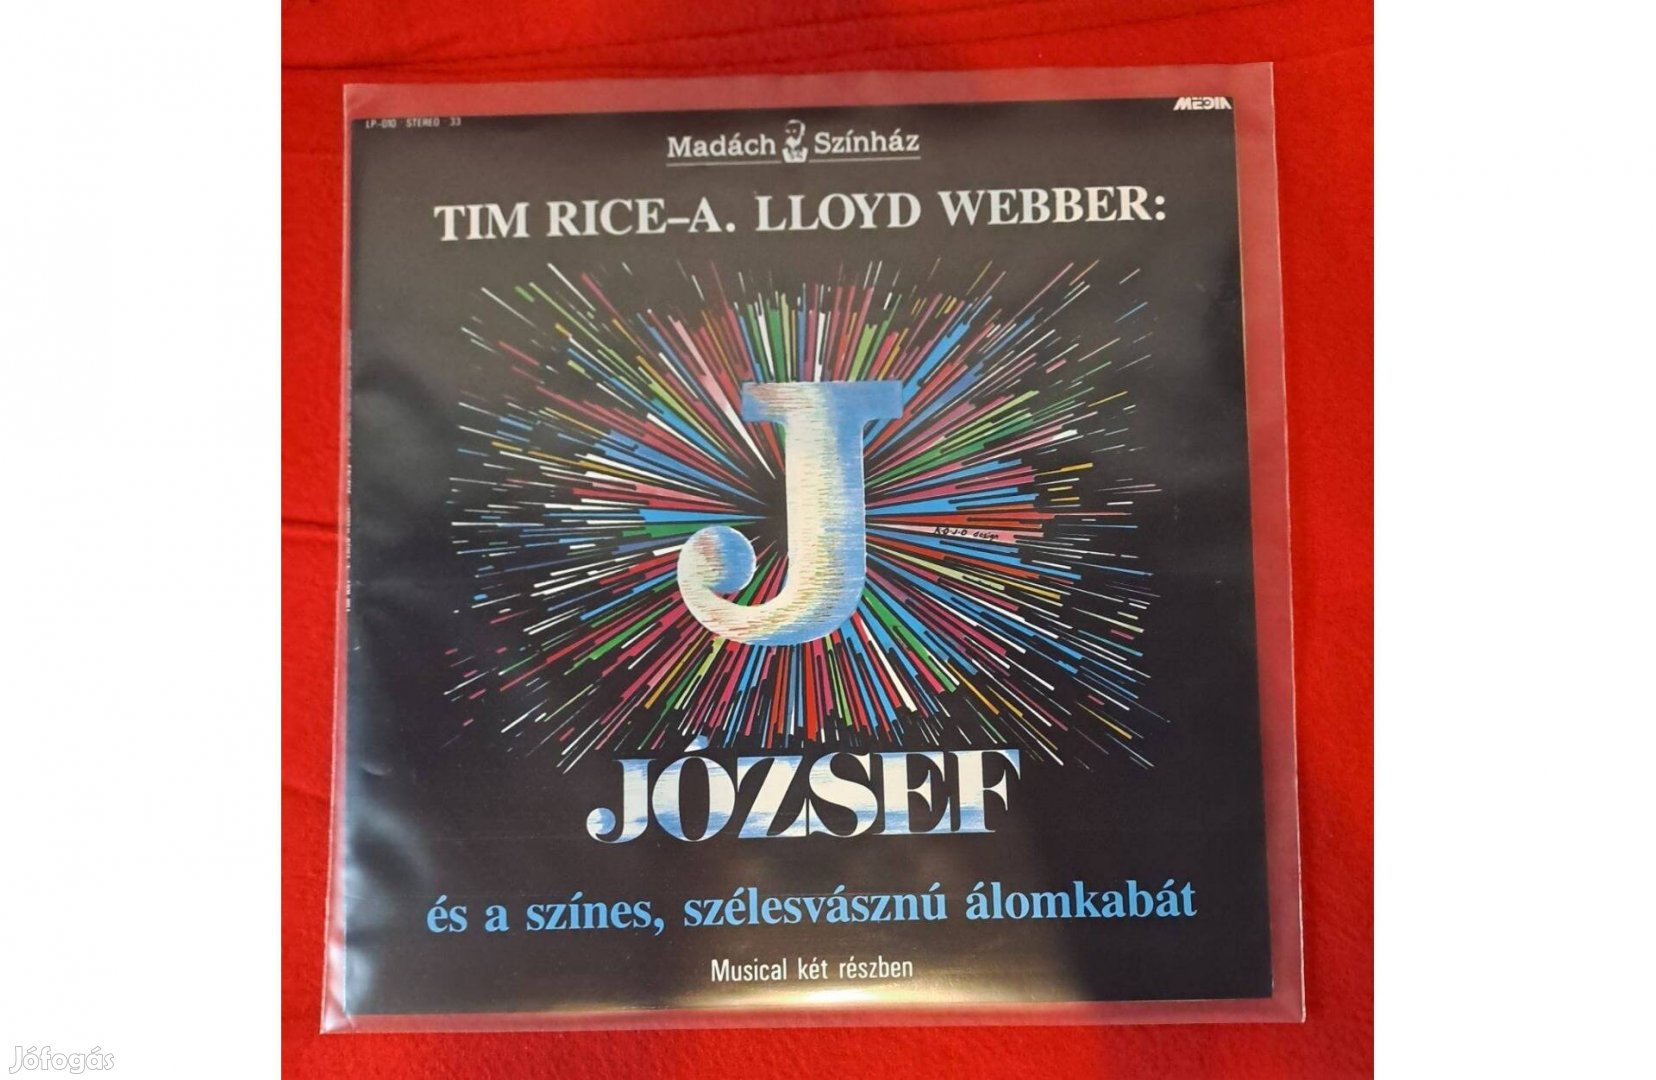 LP-010 · STEREO · 33
MEDIA
Madách Színház
TIM RICE–A. LLOYD WEBBER:
J
K-O-J-O design
JÓZSEF
és a színes, szélesvásznú álomkabát
Musical két részben
Jófogás